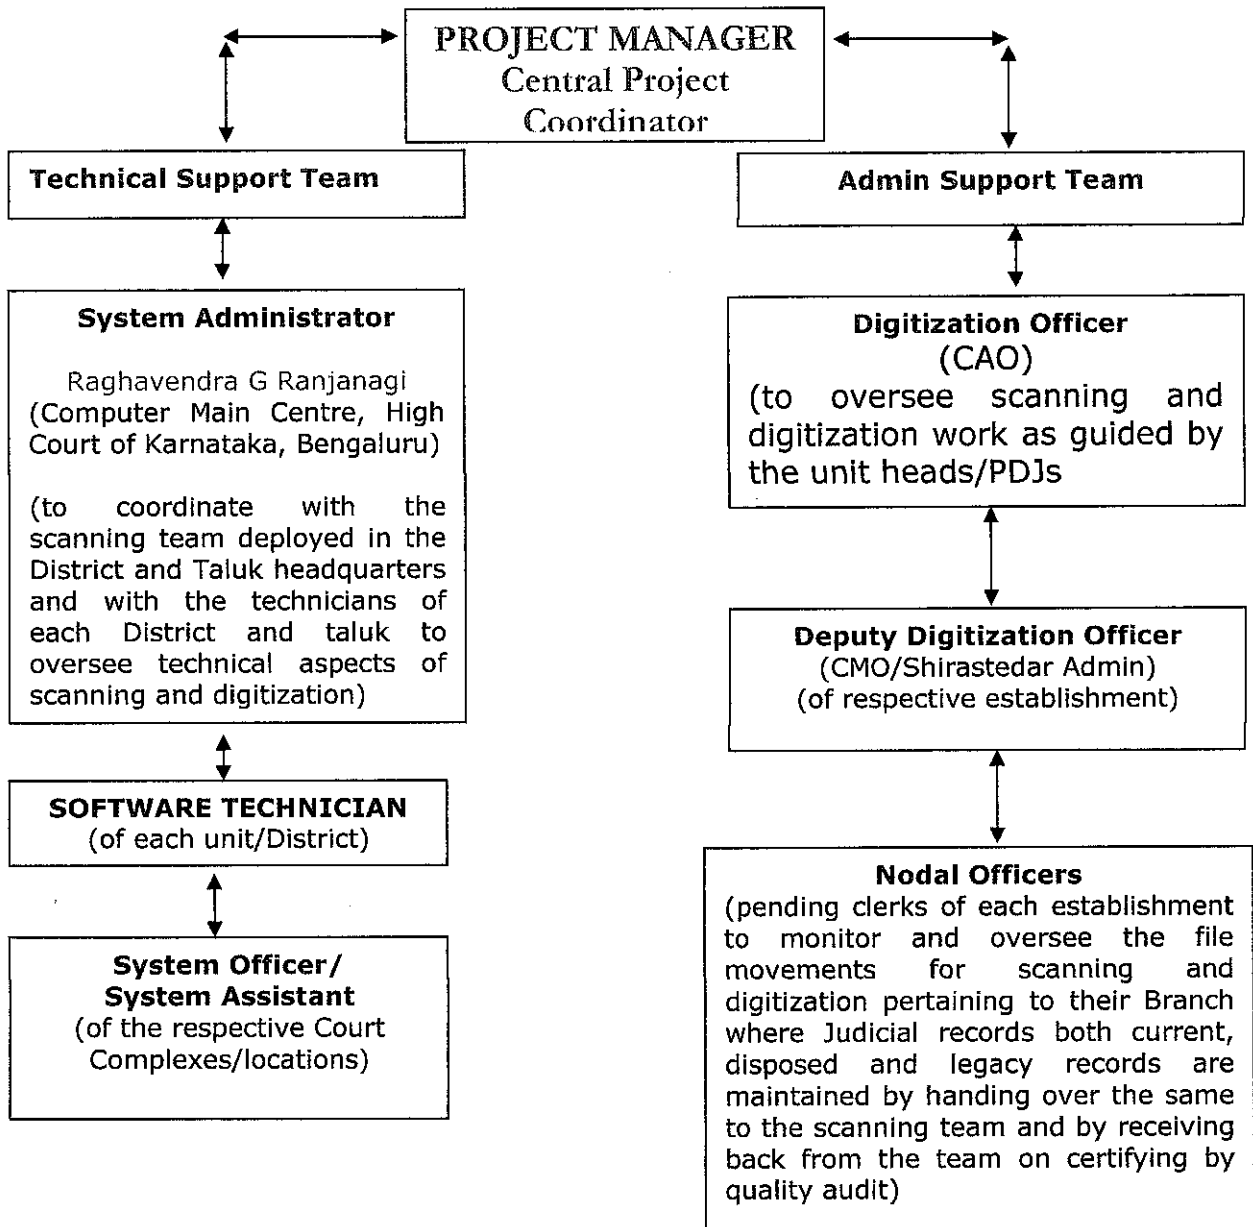 PROJECT MANAGER
Central Project
Coordinator
Technical Support Team
System Administrator
Raghavendra G Ranjanagi
(Computer Main Centre, High
Court of Karnataka, Bengaluru)
(to coordinate with the
scanning team deployed in the
District and Taluk headquarters
and with the technicians of
each District and taluk to
oversee technical aspects of
scanning and digitization)
SOFTWARE TECHNICIAN
(of each unit/District)
System Officer/
System Assistant
(of the respective Court
Complexes/locations)
Admin Support Team
Digitization Officer
(CAO)
(to oversee scanning and
digitization work as guided by
the unit heads/PDJs
Deputy Digitization Officer
(CMO/Shirastedar Admin)
(of respective establishment)
Nodal Officers
(pending clerks of each establishment
to monitor and oversee the file
movements for scanning and
digitization pertaining to their Branch
where Judicial records both current,
disposed and legacy records are
maintained by handing over the same
to the scanning team and by receiving
back from the team on certifying by
quality audit)